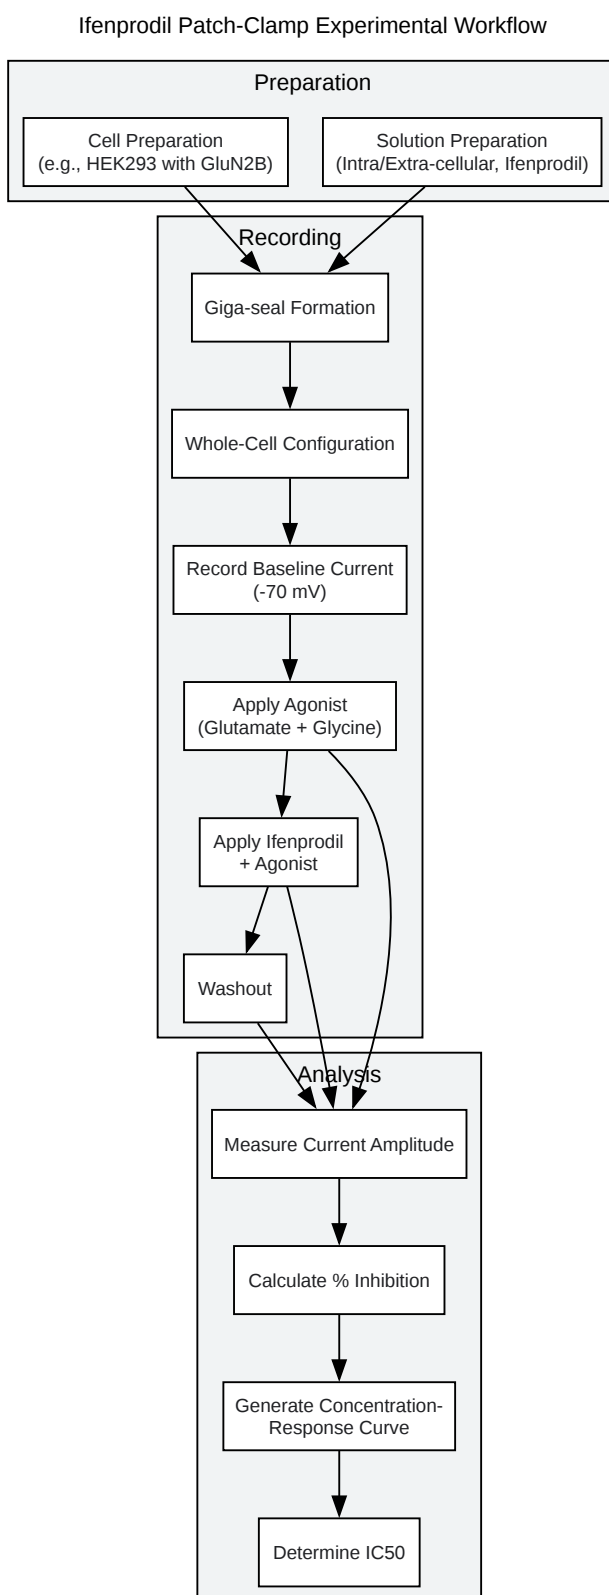 Ifenprodil Patch-Clamp Experimental Workflow
Preparation
Cell Preparation
(e.g., HEK293 with GluN2B)
Solution Preparation
(Intra/Extra-cellular, Ifenprodil)
Recording
Giga-seal Formation
Whole-Cell Configuration
Record Baseline Current
(-70 mV)
Apply Agonist
(Glutamate + Glycine)
Apply Ifenprodil
+ Agonist
Washout
Analysis
Measure Current Amplitude
Calculate % Inhibition
Generate Concentration-
Response Curve
Determine IC50